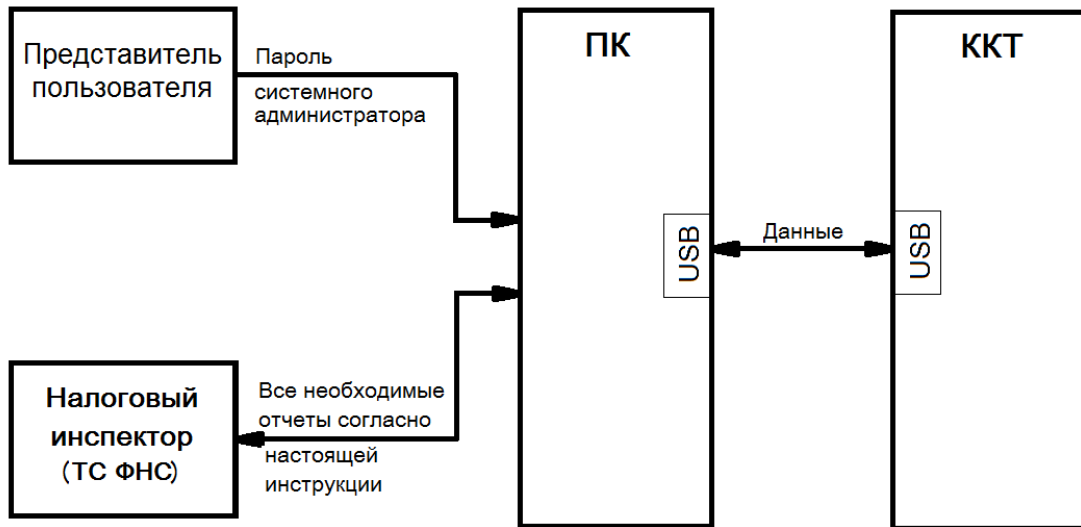 Представитель
пользователя
Пароль
системного
администратора
ПК
ККТ
USB
Данные
USB
Налоговый
инспектор
(ТС ФНС)
Все необходимые
отчеты согласно
настоящей
инструкции